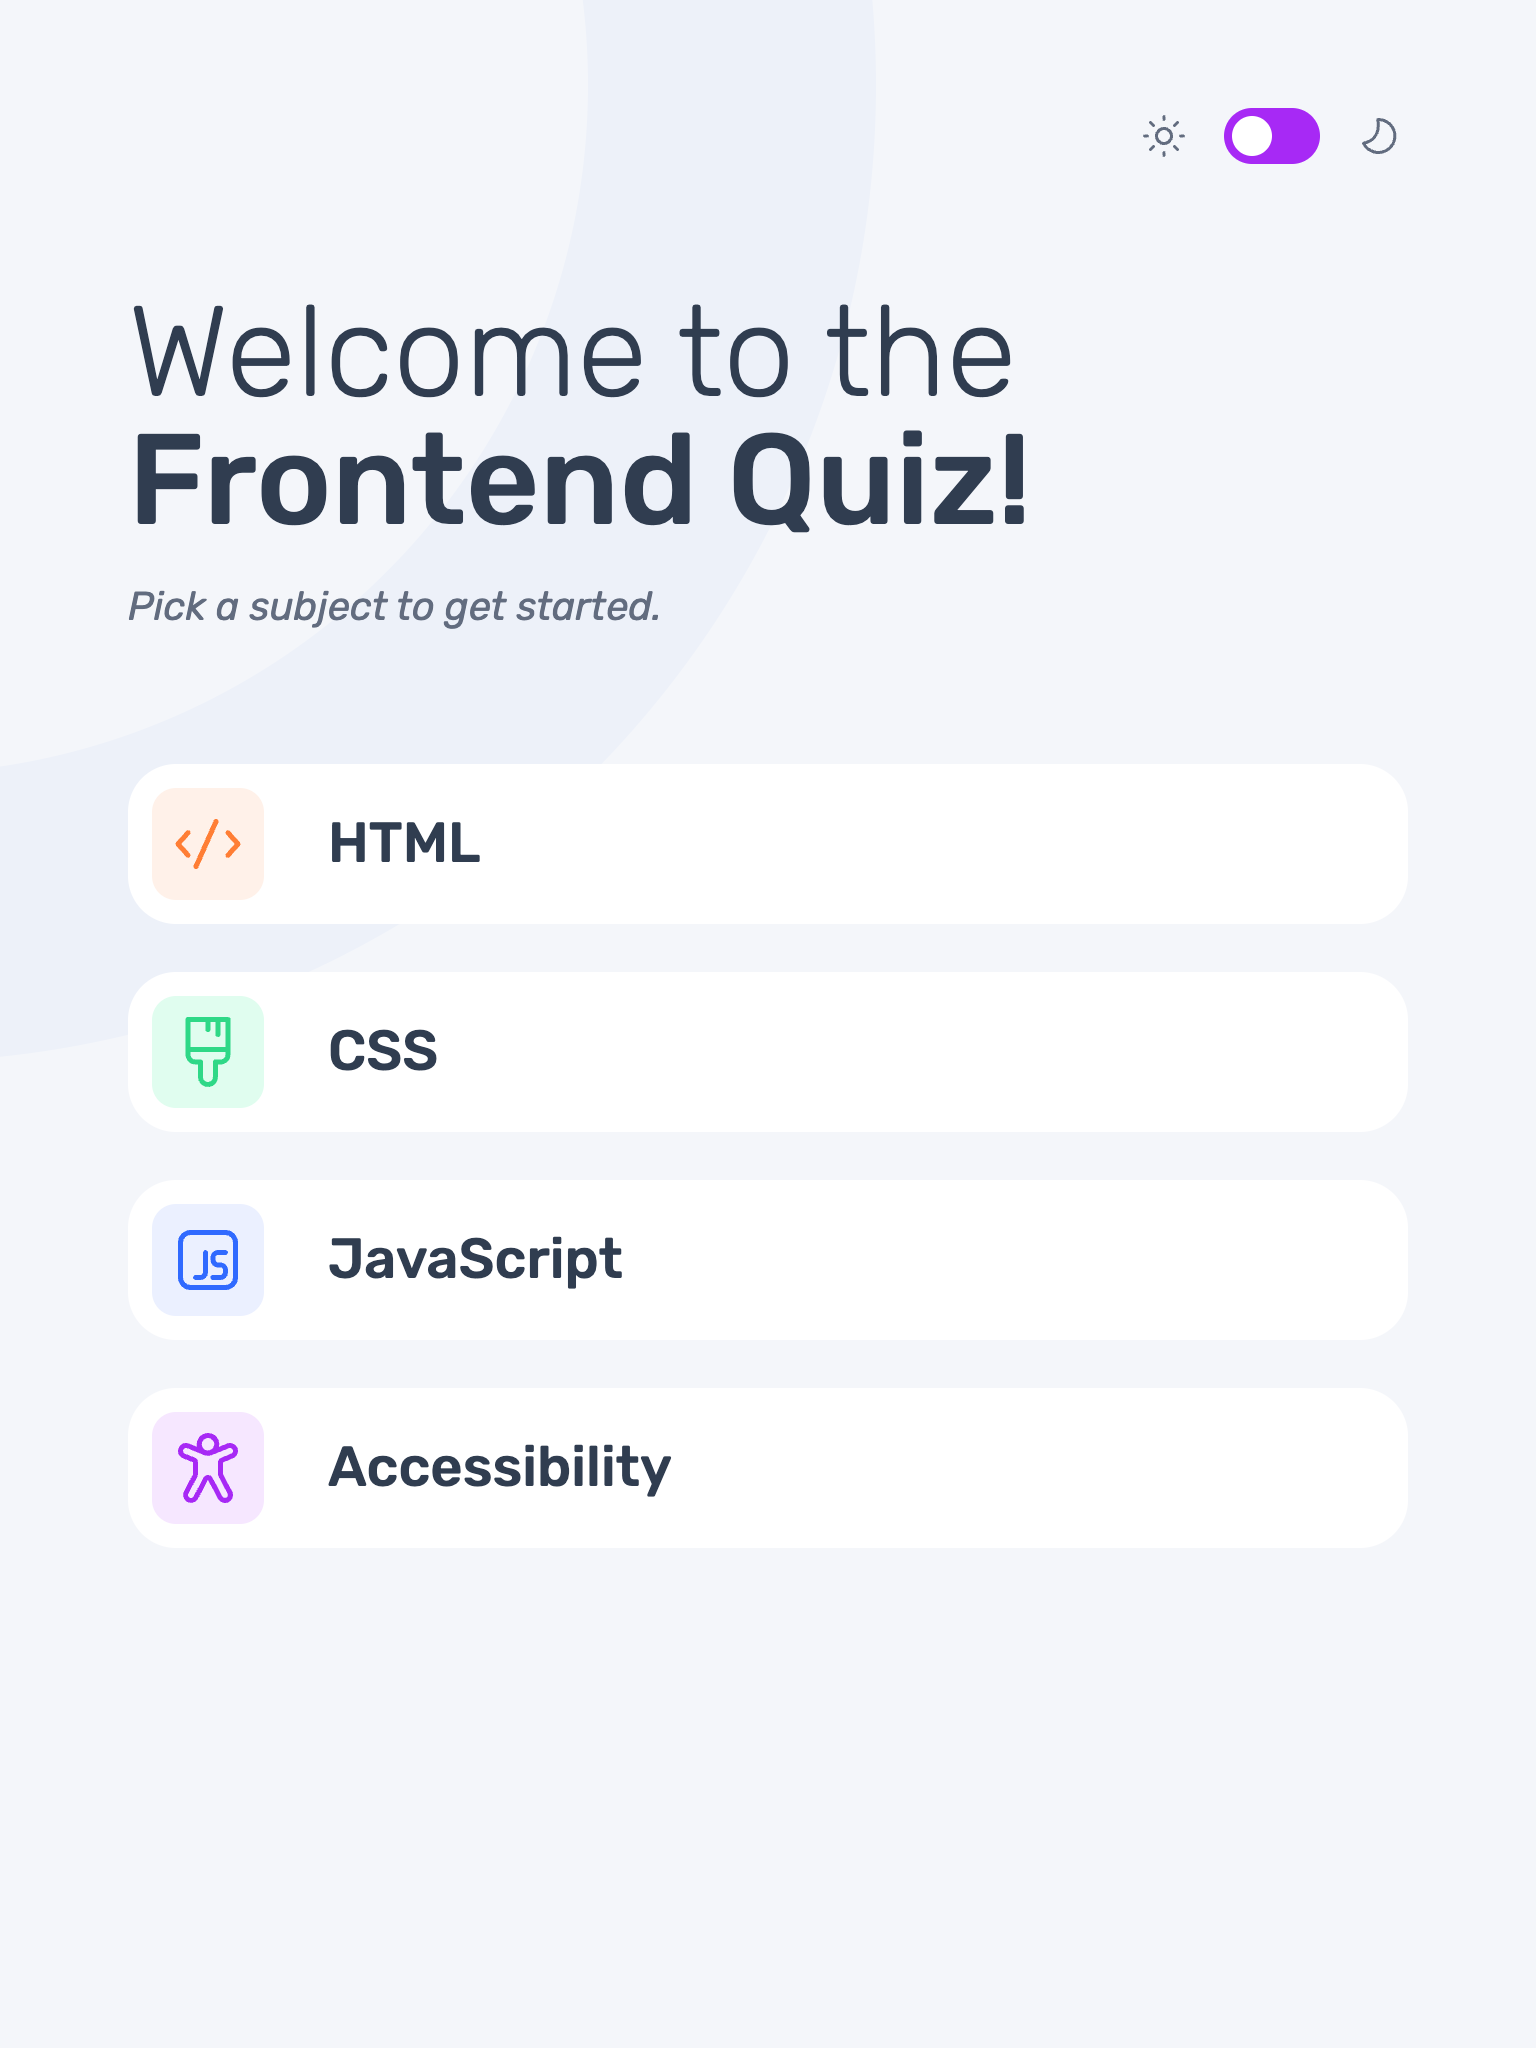 Welcome to the
Frontend Quiz!
Pick a subject to get started.
HTML
CSS
JS
JavaScript
Accessibility